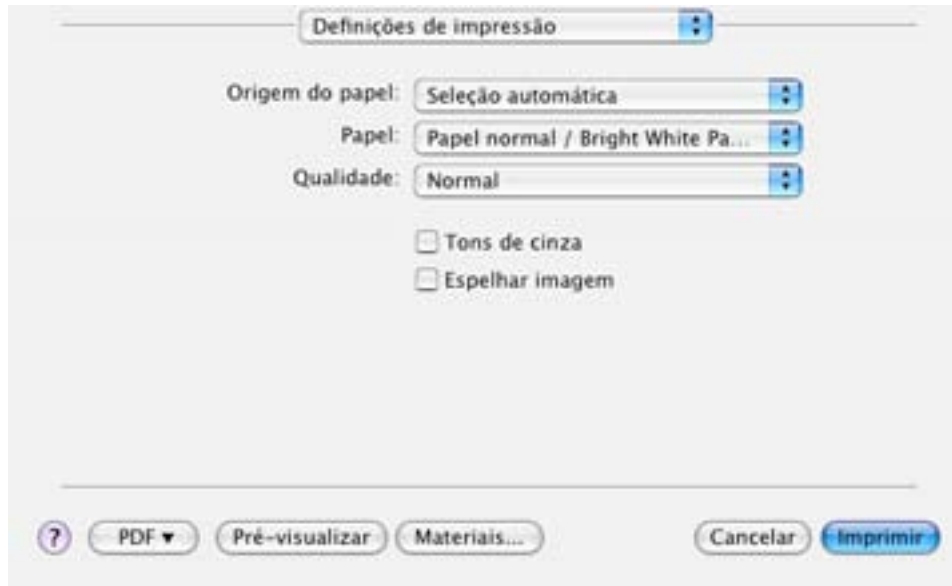 Definições de impressão
Origem do papel: Seleção automática
Papel: Papel normal / Bright White Pa...
Qualidade: Normal
Tons de cinza
Espelhar imagem
? PDF ▼ Pré-visualizar Materiais... Cancelar Imprimir